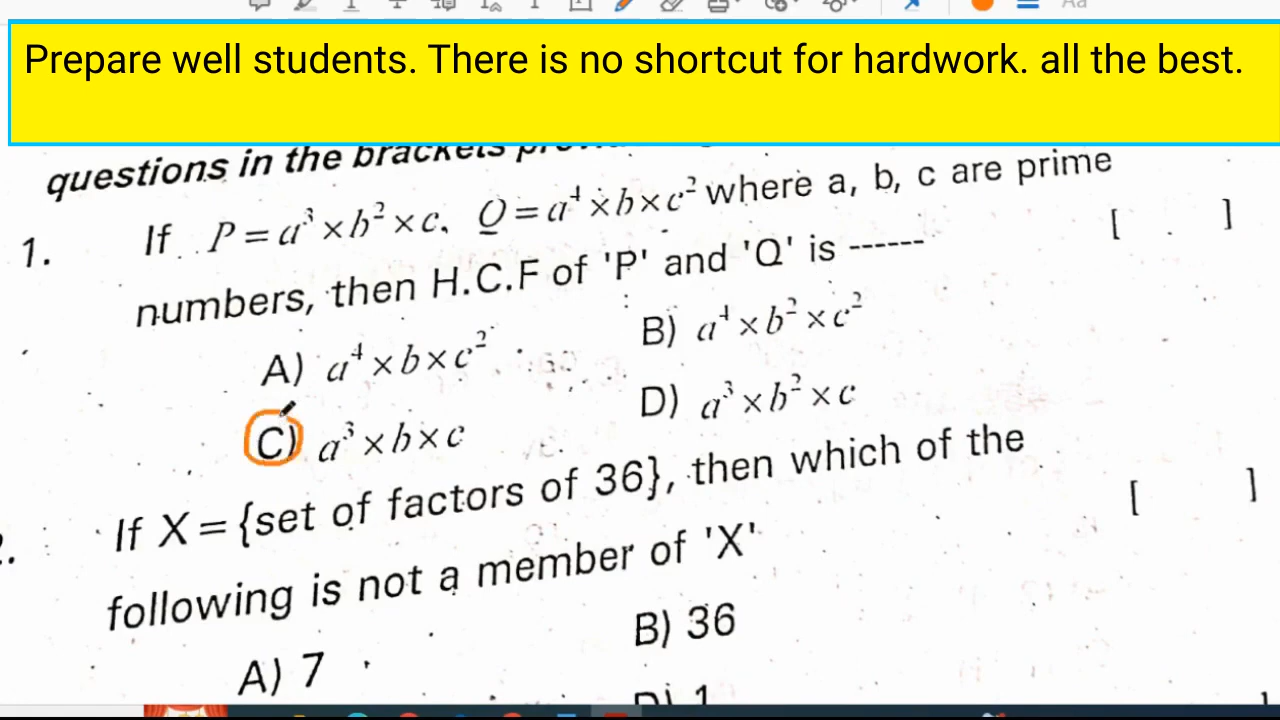 Aa
Prepare well students. There is no shortcut for hardwork. all the best.
questions in the brackets
1. If P = a³ × b² × c, Q = a⁴ × b × c² where a, b, c are prime
numbers, then H.C.F of 'P' and 'Q' is ------ [ ]
A) a⁴ × b × c² B) a⁴ × b² × c²
C) a³ × b × c D) a³ × b² × c
If X = {set of factors of 36}, then which of the
following is not a member of 'X' [ ]
A) 7 B) 36
D) 1